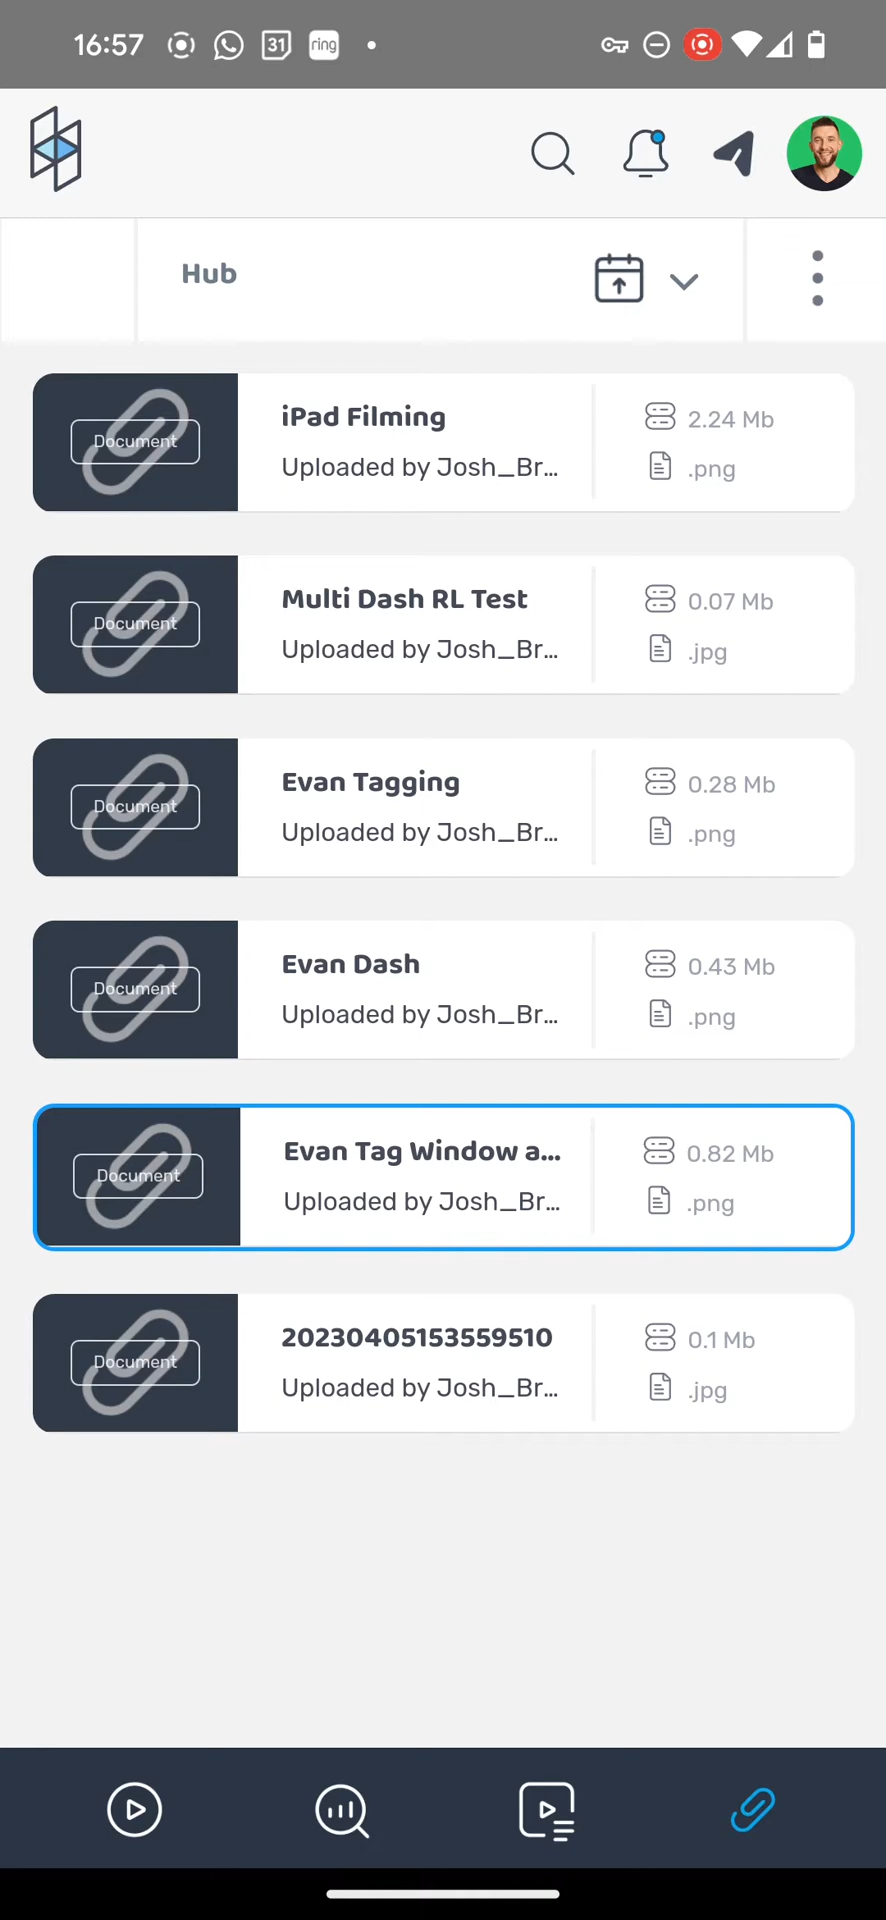 16:57
31
ring
Hub
Document
iPad Filming
Uploaded by Josh_Br...
2.24 Mb
.png
Document
Multi Dash RL Test
Uploaded by Josh_Br...
0.07 Mb
.jpg
Document
Evan Tagging
Uploaded by Josh_Br...
0.28 Mb
.png
Document
Evan Dash
Uploaded by Josh_Br...
0.43 Mb
.png
Document
Evan Tag Window a...
Uploaded by Josh_Br...
0.82 Mb
.png
Document
20230405153559510
Uploaded by Josh_Br...
0.1 Mb
.jpg